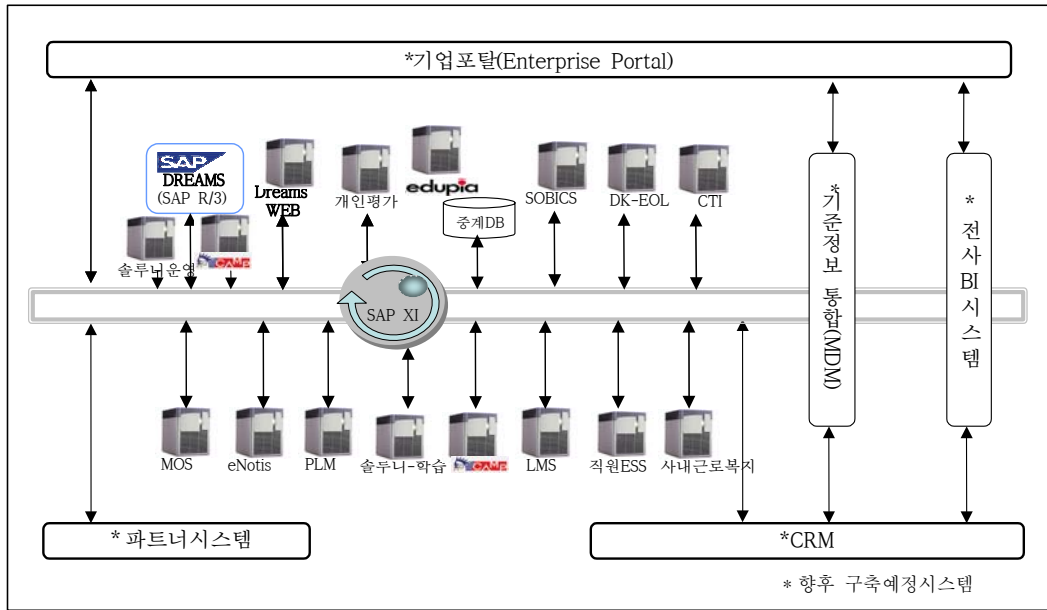 *기업포탈(Enterprise Portal)
SAP
DREAMS
(SAP R/3)
Dreams
WEB
개인평가
edupia
중계DB
SOBICS
DK-EOL
CTI
솔루니운영
CAMP
*기준정보 통합(MDM)
* 전사BI시스템
SAP XI
MOS
eNotis
PLM
솔루니-학습
CAMP
LMS
직원ESS
사내근로복지
*파트너시스템
*CRM
* 향후 구축예정시스템